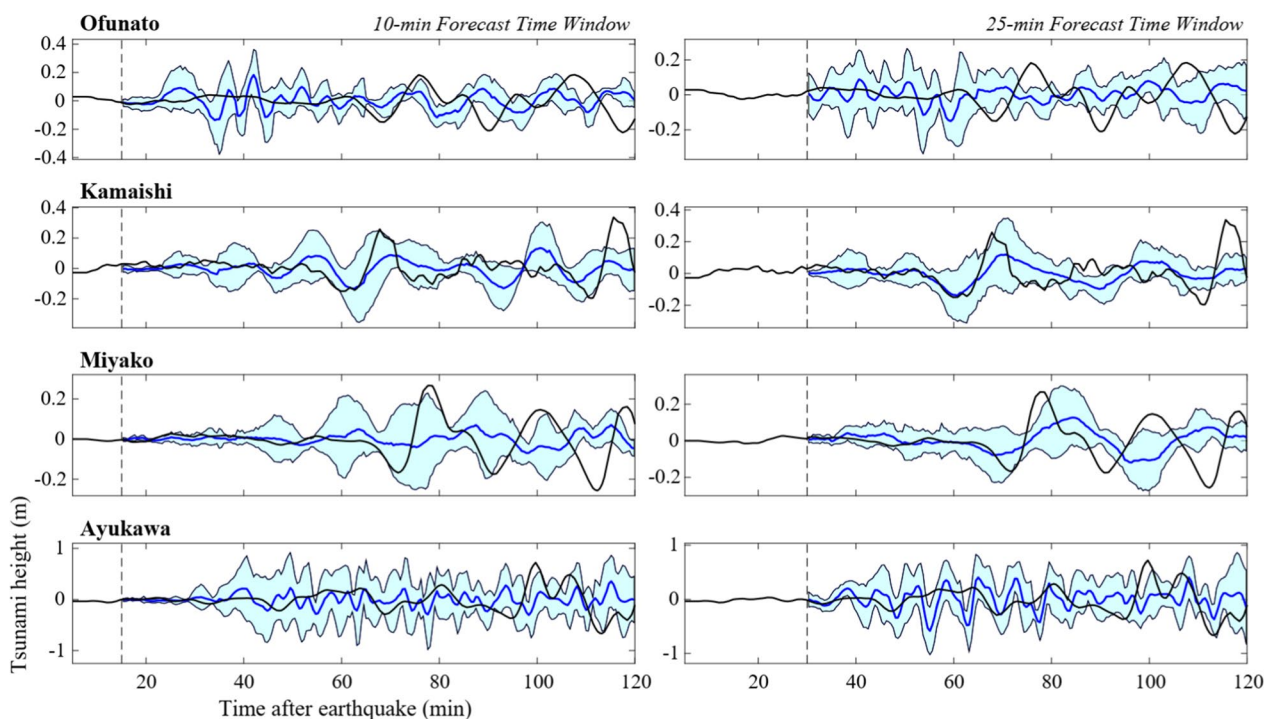 Ofunato
10-min Forecast Time Window
25-min Forecast Time Window
0.4
0.2
0
-0.2
-0.4
0.2
0
-0.2
Kamaishi
0.4
0.2
0
-0.2
0.4
0.2
0
-0.2
Miyako
0.2
0
-0.2
0.2
0
-0.2
Ayukawa
1
0
-1
1
0
-1
Tsunami height (m)
20 40 60 80 100 120
20 40 60 80 100 120
Time after earthquake (min)